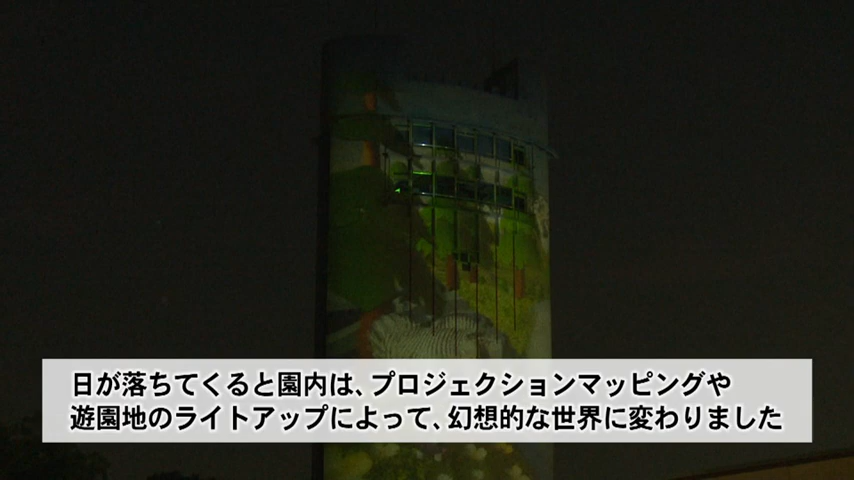 日が落ちてくると園内は、プロジェクションマッピングや
遊園地のライトアップによって、幻想的な世界に変わりました